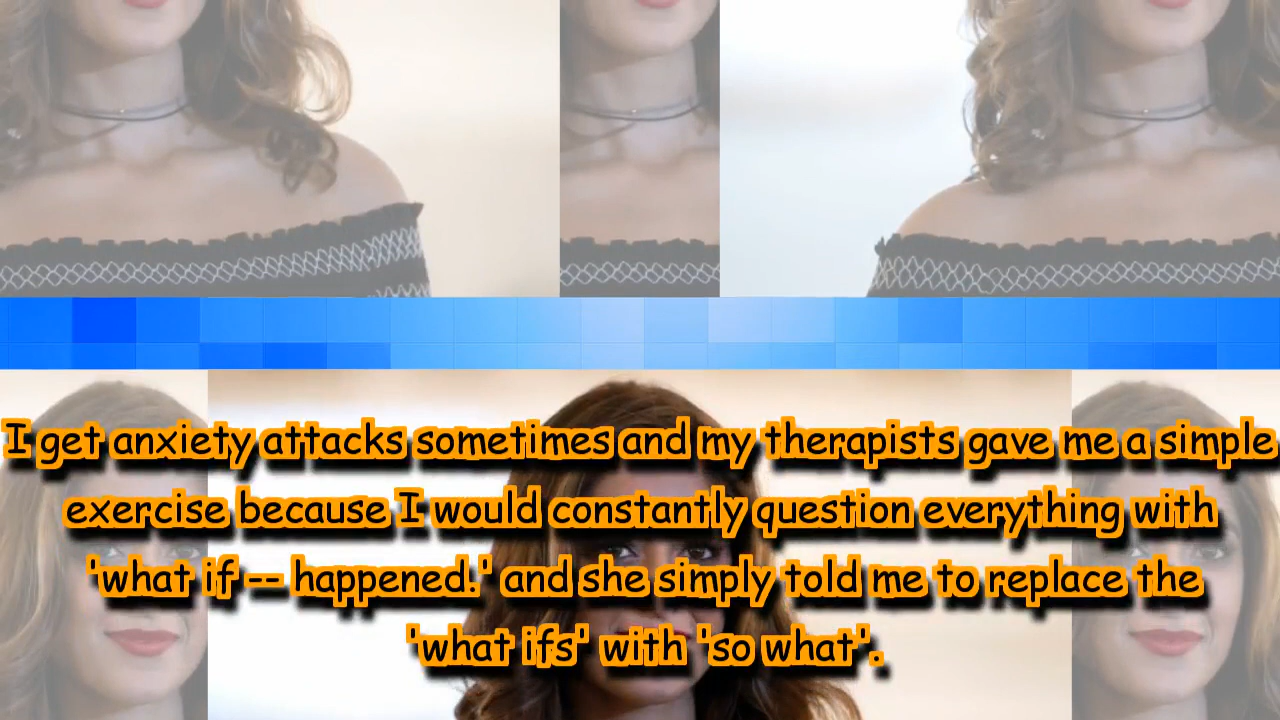 I get anxiety attacks sometimes and my therapists gave me a simple
exercise because I would constantly question everything with
'what if -- happened.' and she simply told me to replace the
'what ifs' with 'so what'.